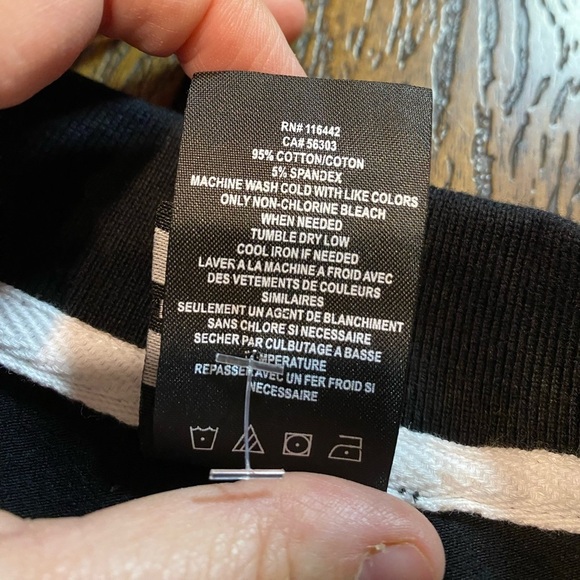 RN# 116442
CA# 56303
95% COTTON/COTON
5% SPANDEX
MACHINE WASH COLD WITH LIKE COLORS
ONLY NON-CHLORINE BLEACH
WHEN NEEDED
TUMBLE DRY LOW
COOL IRON IF NEEDED
LAVER A LA MACHINE A FROID AVEC
DES VETEMENTS DE COULEURS
SIMILAIRES
SEULEMENT UN AGENT DE BLANCHIMENT
SANS CHLORE SI NECESSAIRE
SECHER PAR CULBUTAGE A BASSE
TEMPERATURE
REPASSER AVEC UN FER FROID SI
NECESSAIRE